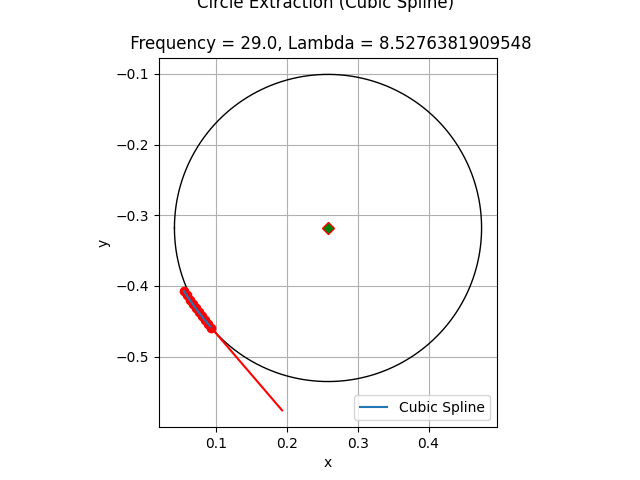 Circle Extraction (Cubic Spline)
Frequency = 29.0, Lambda = 8.5276381909548
−0.1
−0.2
−0.3
−0.4
−0.5
y
Cubic Spline
0.1 0.2 0.3 0.4
x